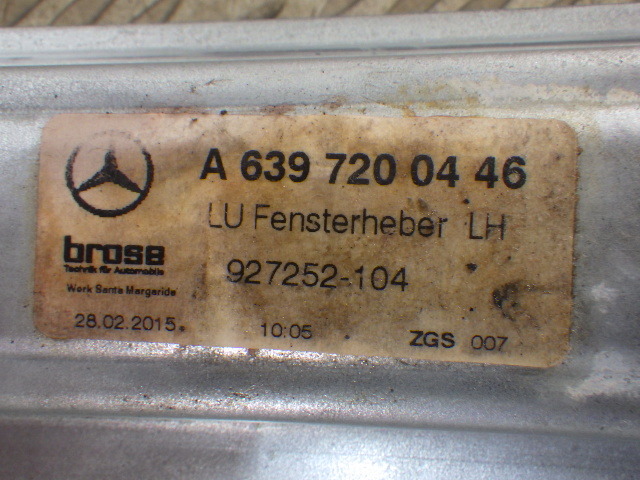 A 639 720 04 46
LU Fensterheber LH
brose
Technik für Automobile
927252-104
Werk Santa Margarida
28.02.2015 10:05 ZGS 007